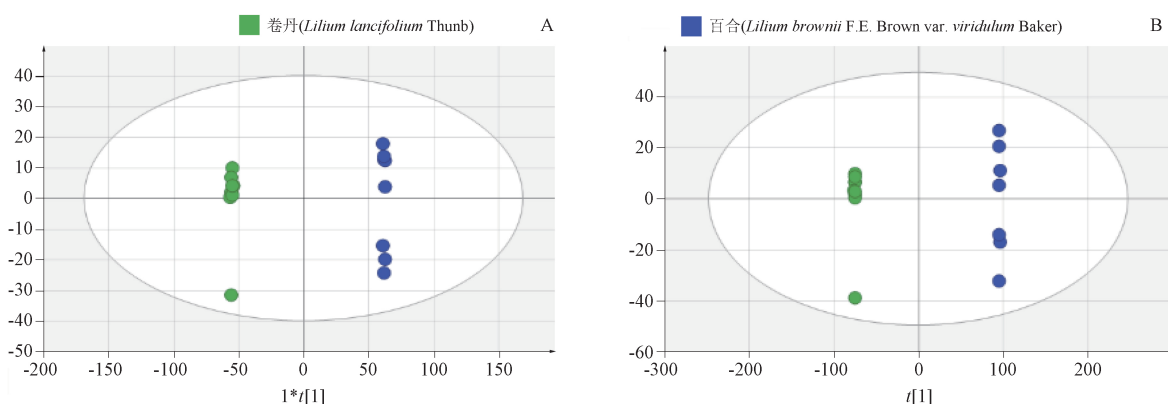 卷丹(Lilium lancifolium Thunb) A
40
30
20
10
0
-10
-20
-30
-40
-50
-200 -150 -100 -50 0 50 100 150
1*t[1]
百合(Lilium brownii F.E. Brown var. viridulum Baker) B
40
20
0
-20
-40
-60
-300 -200 -100 0 100 200
t[1]